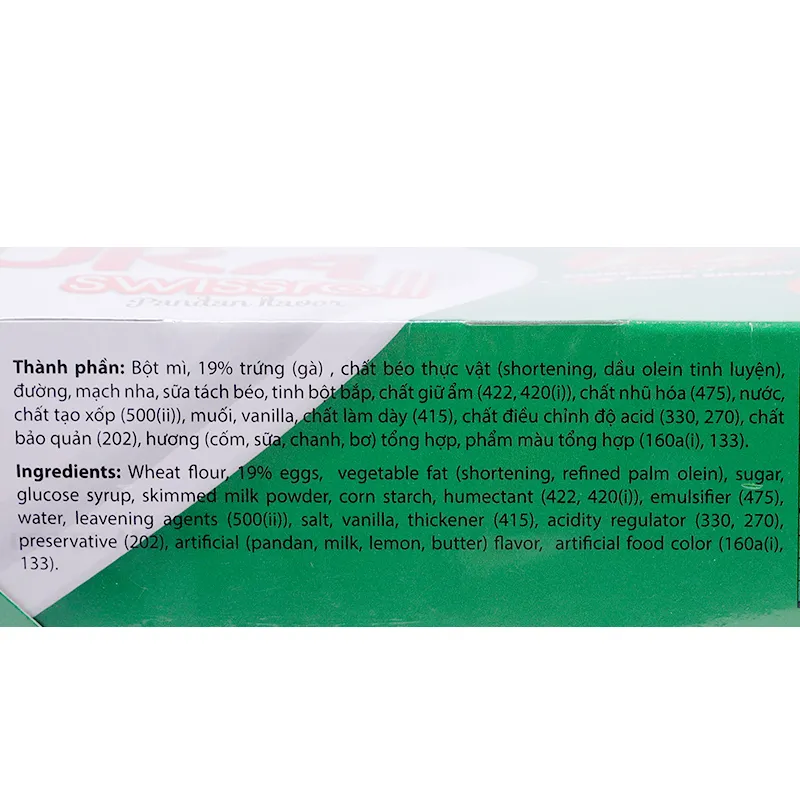 swissroll
Pandan flavor
Thành phần: Bột mì, 19% trứng (gà) , chất béo thực vật (shortening, dầu olein tinh luyện),
đường, mạch nha, sữa tách béo, tinh bột bắp, chất giữ ẩm (422, 420(i)), chất nhũ hóa (475), nước,
chất tạo xốp (500(ii)), muối, vanilla, chất làm dày (415), chất điều chỉnh độ acid (330, 270), chất
bảo quản (202), hương (cốm, sữa, chanh, bơ) tổng hợp, phẩm màu tổng hợp (160a(i), 133).
Ingredients: Wheat flour, 19% eggs, vegetable fat (shortening, refined palm olein), sugar,
glucose syrup, skimmed milk powder, corn starch, humectant (422, 420(i)), emulsifier (475),
water, leavening agents (500(ii)), salt, vanilla, thickener (415), acidity regulator (330, 270),
preservative (202), artificial (pandan, milk, lemon, butter) flavor, artificial food color (160a(i),
133).